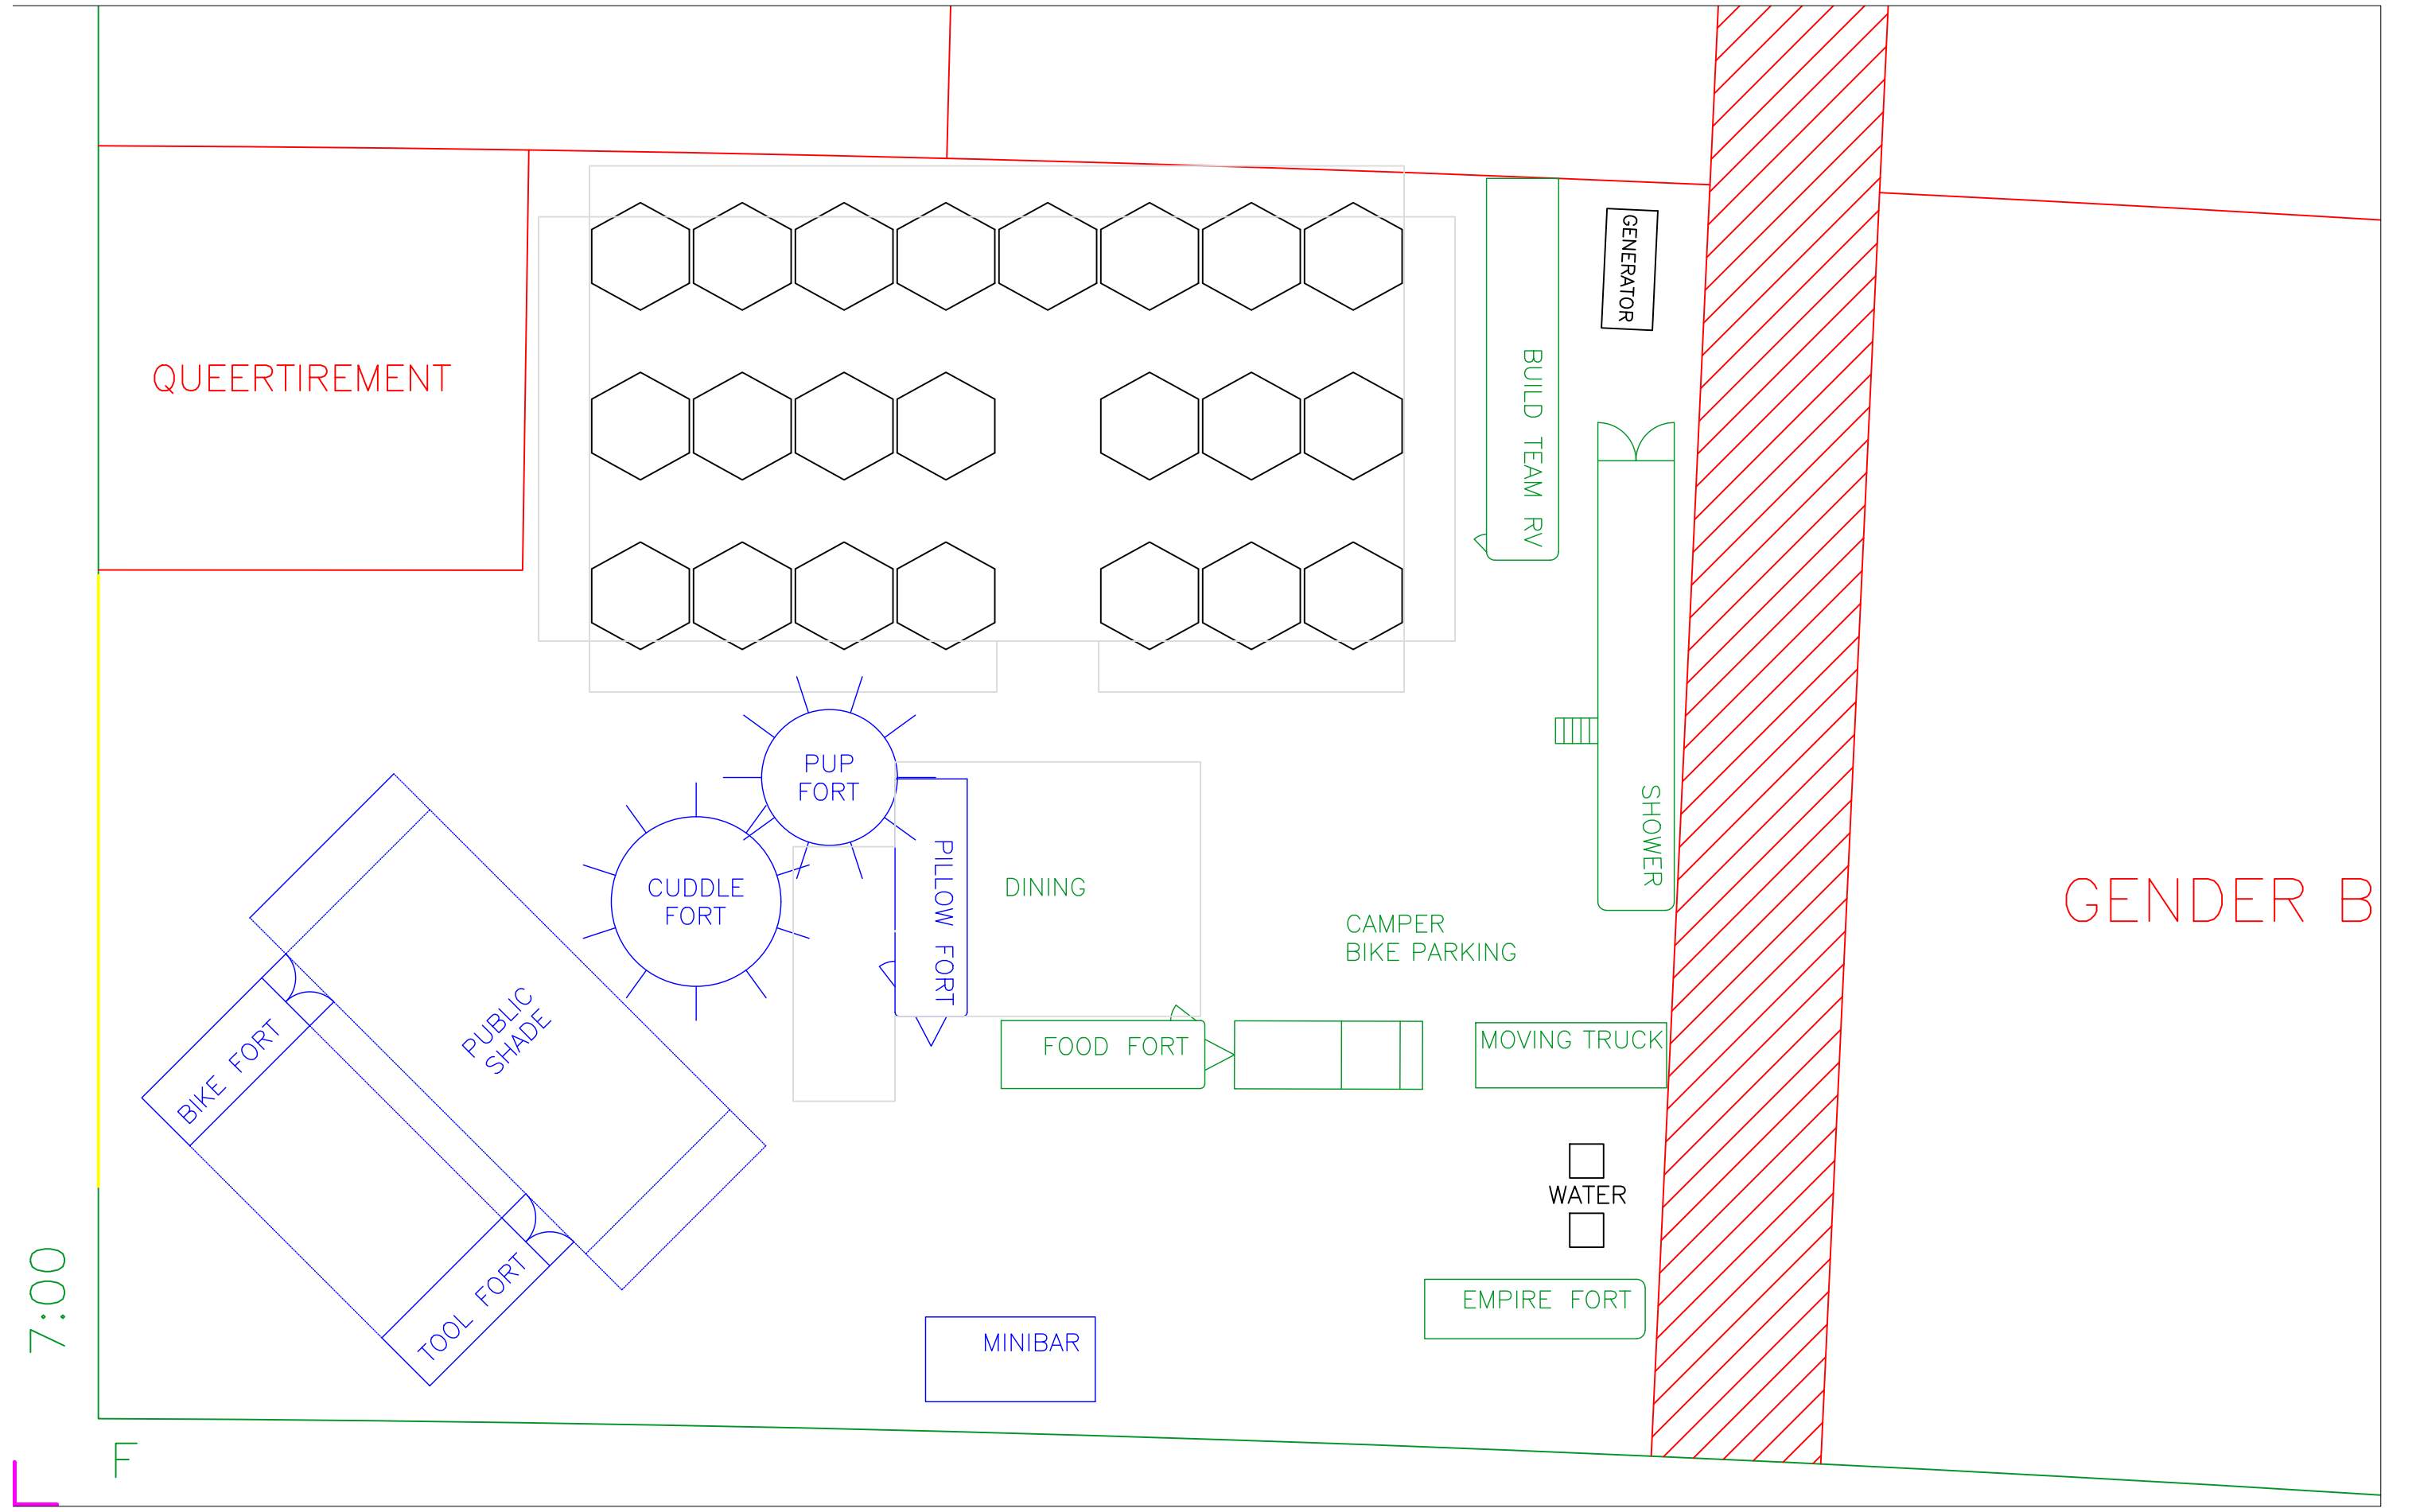 GENERATOR
QUEERTIREMENT
BUILD TEAM RV
PUP
FORT
CUDDLE
FORT
PILLOW FORT
DINING
SHOWER
GENDER B
CAMPER
BIKE PARKING
PUBLIC
SHADE
BIKE FORT
FOOD FORT
MOVING TRUCK
WATER
TOOL FORT
EMPIRE FORT
MINIBAR
7:00
F